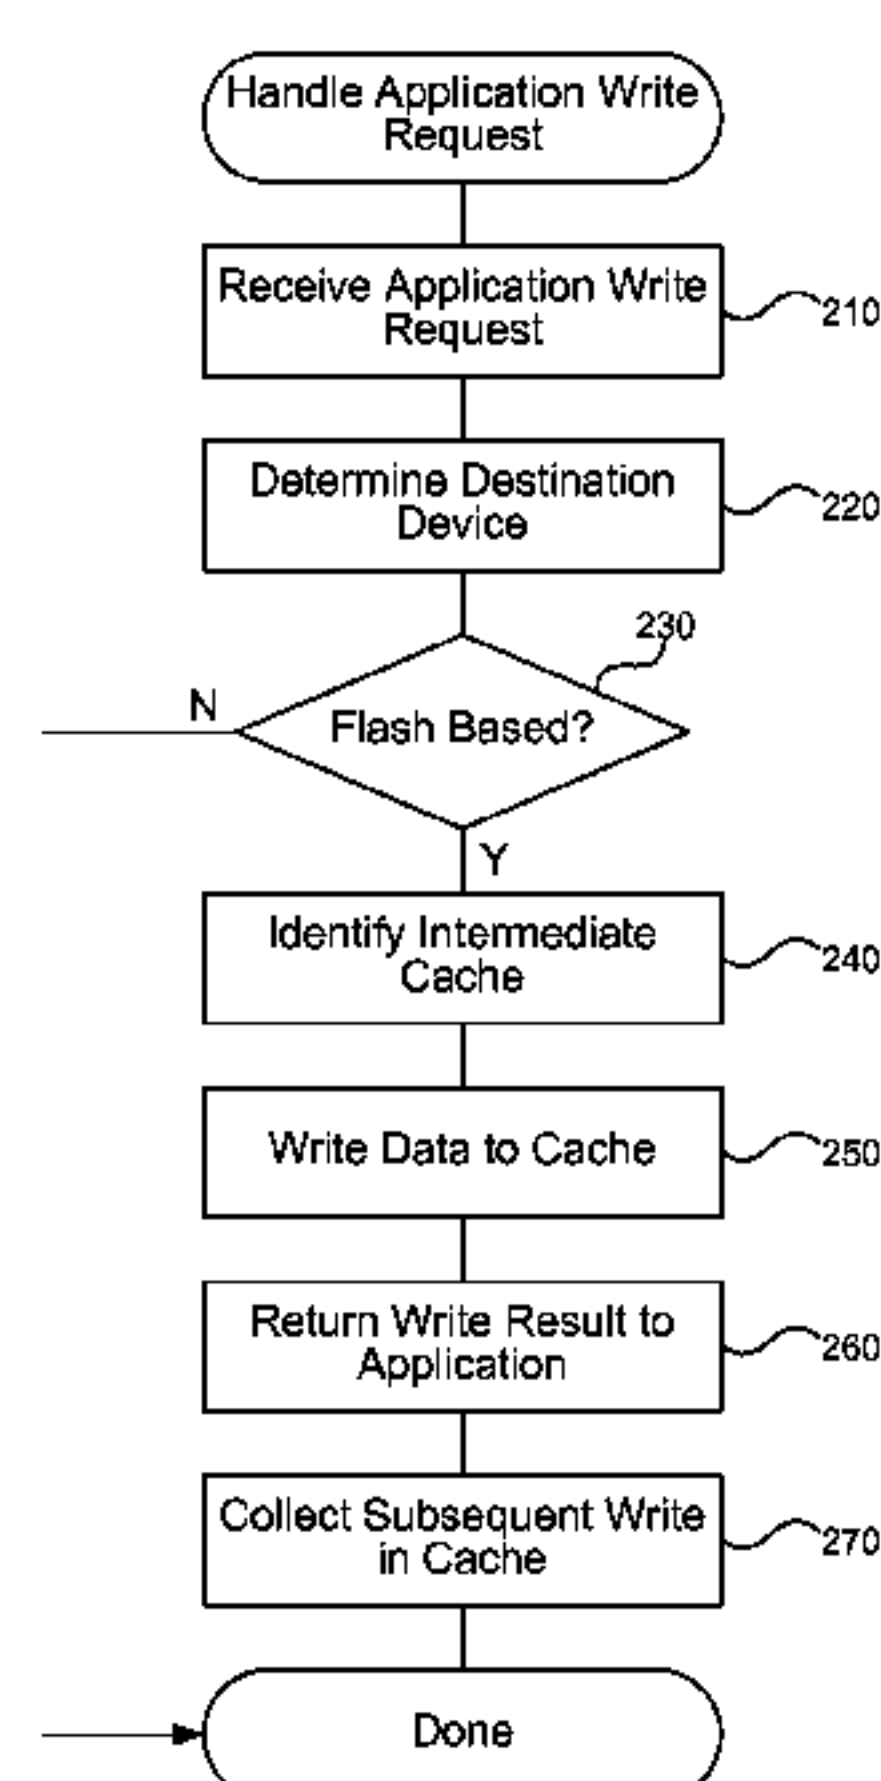 Handle Application Write
Request
Receive Application Write
Request
210
Determine Destination
Device
220
230
N
Flash Based?
Y
Identify Intermediate
Cache
240
Write Data to Cache
250
Return Write Result to
Application
260
Collect Subsequent Write
in Cache
270
Done